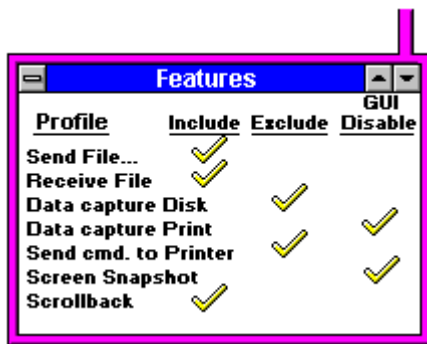 Features
GUI
Profile Include Exclude Disable
Send File...
Receive File
Data capture Disk
Data capture Print
Send cmd. to Printer
Screen Snapshot
Scrollback